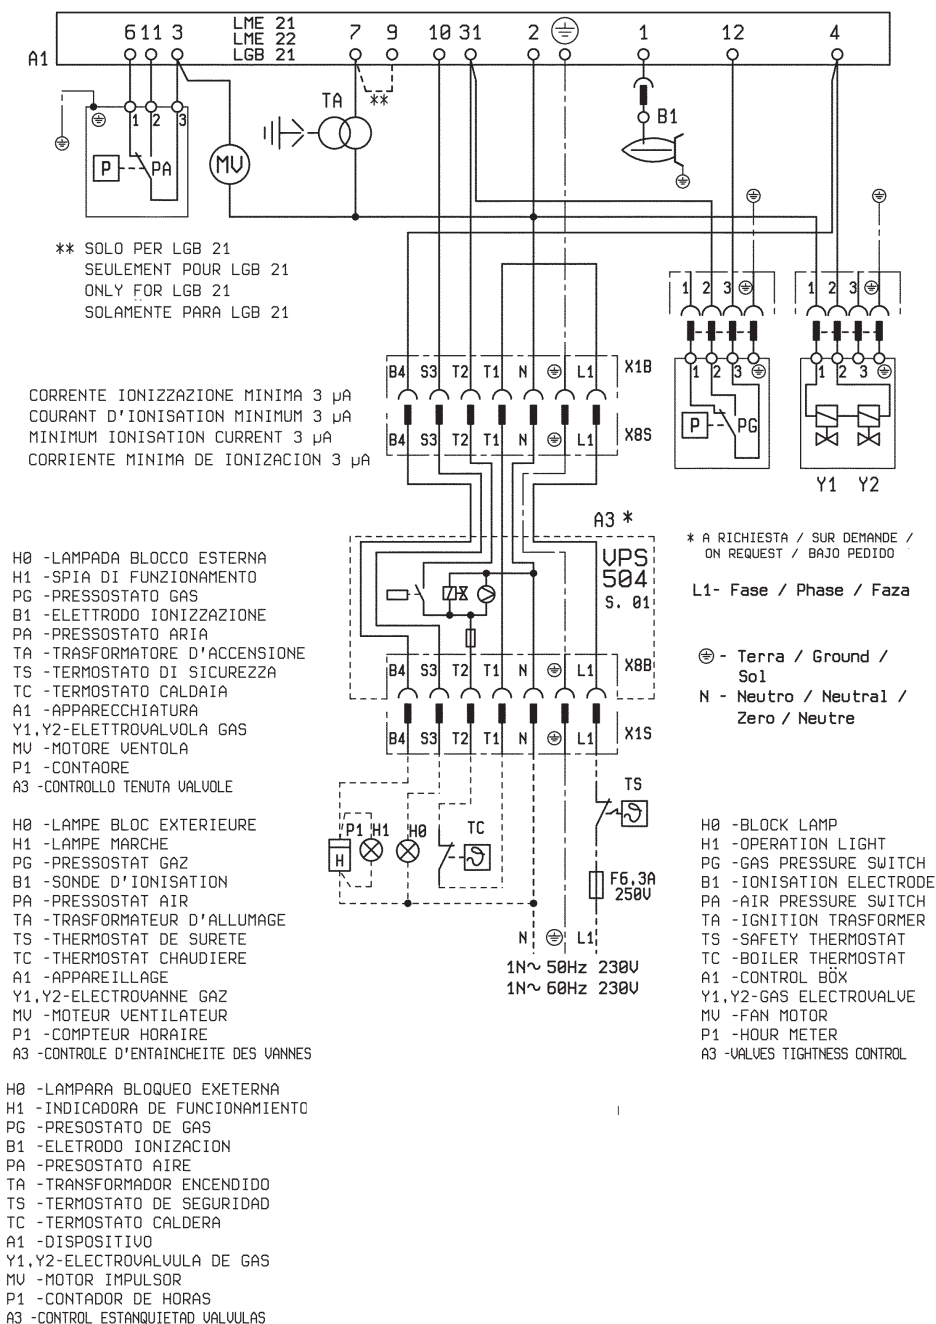 LME 21
LME 22
LGB 21
6 11 3 7 9 10 31 2 1 12 4
A1
**
TA
B1
1 2 3
P PA
MV
** SOLO PER LGB 21
SEULEMENT POUR LGB 21
ONLY FOR LGB 21
SOLAMENTE PARA LGB 21
1 2 3
1 2 3
B4 S3 T2 T1 N L1 X1B
B4 S3 T2 T1 N L1 X8S
1 2 3
1 2 3
P PG
Y1 Y2
CORRENTE IONIZZAZIONE MINIMA 3 µA
COURANT D'IONISATION MINIMUM 3 µA
MINIMUM IONISATION CURRENT 3 µA
CORRIENTE MINIMA DE IONIZACION 3 µA
A3 *
VPS
504
S. 01
* A RICHIESTA / SUR DEMANDE /
ON REQUEST / BAJO PEDIDO
L1- Fase / Phase / Faza
- Terra / Ground /
Sol
N - Neutro / Neutral /
Zero / Neutre
B4 S3 T2 T1 N L1 X8B
B4 S3 T2 T1 N L1 X1S
P1 H1 H0 TC
H
TS
F6,3A
250V
N L1
1N~ 50Hz 230V
1N~ 60Hz 230V
H0 -LAMPADA BLOCCO ESTERNA
H1 -SPIA DI FUNZIONAMENTO
PG -PRESSOSTATO GAS
B1 -ELETTRODO IONIZZAZIONE
PA -PRESSOSTATO ARIA
TA -TRASFORMATORE D'ACCENSIONE
TS -TERMOSTATO DI SICUREZZA
TC -TERMOSTATO CALDAIA
A1 -APPARECCHIATURA
Y1,Y2-ELETTROVALVOLA GAS
MV -MOTORE VENTOLA
P1 -CONTAORE
A3 -CONTROLLO TENUTA VALVOLE
H0 -LAMPE BLOC EXTERIEURE
H1 -LAMPE MARCHE
PG -PRESSOSTAT GAZ
B1 -SONDE D'IONISATION
PA -PRESSOSTAT AIR
TA -TRASFORMATEUR D'ALLUMAGE
TS -THERMOSTAT DE SURETE
TC -THERMOSTAT CHAUDIERE
A1 -APPAREILLAGE
Y1,Y2-ELECTROVANNE GAZ
MV -MOTEUR VENTILATEUR
P1 -COMPTEUR HORAIRE
A3 -CONTROLE D'ENTAINCHEITE DES VANNES
H0 -BLOCK LAMP
H1 -OPERATION LIGHT
PG -GAS PRESSURE SWITCH
B1 -IONISATION ELECTRODE
PA -AIR PRESSURE SWITCH
TA -IGNITION TRASFORMER
TS -SAFETY THERMOSTAT
TC -BOILER THERMOSTAT
A1 -CONTROL BÖX
Y1,Y2-GAS ELECTROVALVE
MV -FAN MOTOR
P1 -HOUR METER
A3 -VALVES TIGHTNESS CONTROL
H0 -LAMPARA BLOQUEO EXETERNA
H1 -INDICADORA DE FUNCIONAMIENTO
PG -PRESOSTATO DE GAS
B1 -ELETRODO IONIZACION
PA -PRESOSTATO AIRE
TA -TRANSFORMADOR ENCENDIDO
TS -TERMOSTATO DE SEGURIDAD
TC -TERMOSTATO CALDERA
A1 -DISPOSITIVO
Y1,Y2-ELECTROVALVULA DE GAS
MV -MOTOR IMPULSOR
P1 -CONTADOR DE HORAS
A3 -CONTROL ESTANQUIETAD VALVULAS